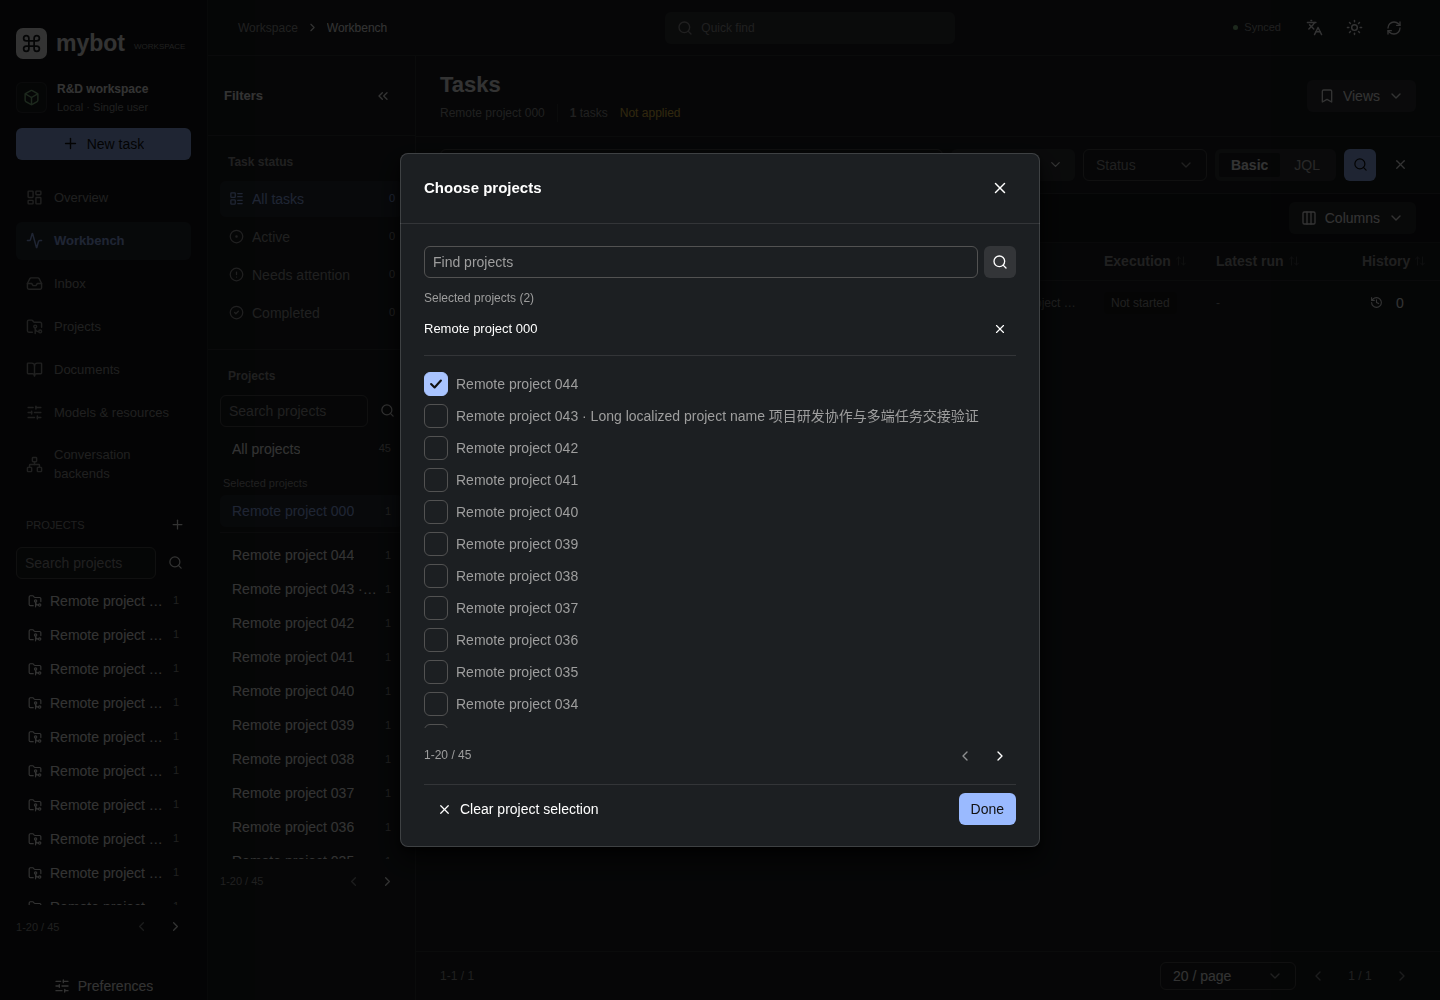 mybot WORKSPACE
R&D workspace
Local · Single user
New task
Overview
Workbench
Inbox
Projects
Documents
Models & resources
Conversation
backends
PROJECTS
Search projects
Remote project ... 1
Remote project ... 1
Remote project ... 1
Remote project ... 1
Remote project ... 1
Remote project ... 1
Remote project ... 1
Remote project ... 1
Remote project ... 1
1-20 / 45
Preferences
Workspace > Workbench
Quick find
Synced
Filters
Task status
All tasks 0
Active 0
Needs attention 0
Completed 0
Projects
Search projects
All projects 45
Selected projects
Remote project 000 1
Remote project 044 1
Remote project 043 ·... 1
Remote project 042 1
Remote project 041 1
Remote project 040 1
Remote project 039 1
Remote project 038 1
Remote project 037 1
Remote project 036 1
Remote project 035
1-20 / 45
Tasks
Remote project 000 1 tasks Not applied
Views
Status
Basic JQL
Columns
Execution Latest run History
ject ... Not started - 0
Choose projects
Find projects
Selected projects (2)
Remote project 000
Remote project 044
Remote project 043 · Long localized project name 项目研发协作与多端任务交接验证
Remote project 042
Remote project 041
Remote project 040
Remote project 039
Remote project 038
Remote project 037
Remote project 036
Remote project 035
Remote project 034
1-20 / 45
Clear project selection
Done
1-1 / 1
20 / page
1 / 1